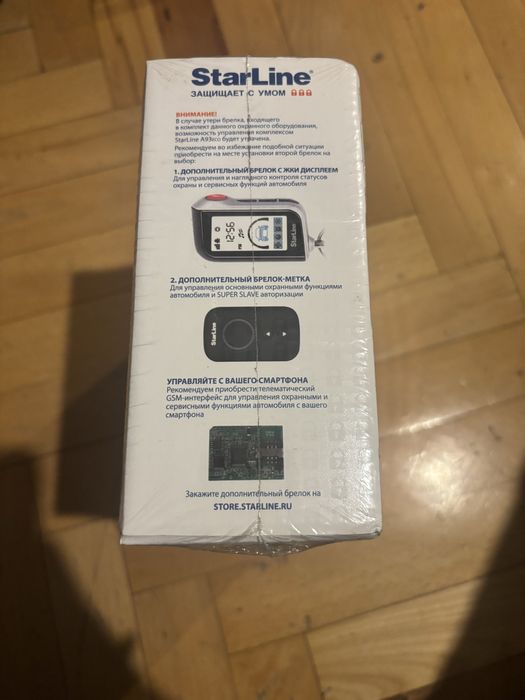 StarLine®
ЗАЩИЩАЕТ С УМОМ
ВНИМАНИЕ!
В случае утери брелка, входящего
в комплект данного охранного оборудования,
возможность управления комплексом
StarLine A93eco будет утрачена.
Рекомендуем во избежание подобной ситуации
приобрести на месте установки второй брелок на
выбор:
1. ДОПОЛНИТЕЛЬНЫЙ БРЕЛОК С ЖКИ ДИСПЛЕЕМ
Для управления и наглядного контроля статусов
охраны и сервисных функций автомобиля
12:56
StarLine
2. ДОПОЛНИТЕЛЬНЫЙ БРЕЛОК-МЕТКА
Для управления основными охранными функциями
автомобиля и SUPER SLAVE авторизации
StarLine
УПРАВЛЯЙТЕ С ВАШЕГО СМАРТФОНА
Рекомендуем приобрести телематический
GSM-интерфейс для управления охранными и
сервисными функциями автомобиля с вашего
смартфона
Закажите дополнительный брелок на
STORE.STARLINE.RU